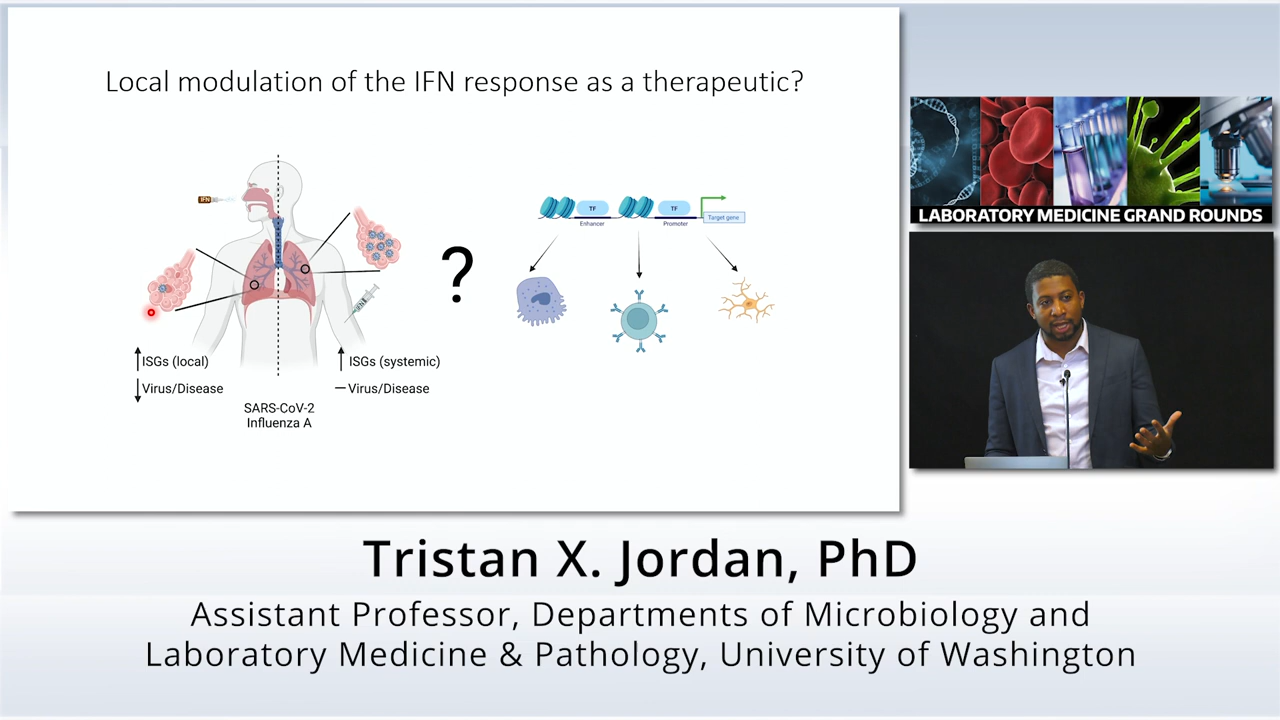 Local modulation of the IFN response as a therapeutic?
IFN
TF
TF
Target gene
Enhancer
Promoter
?
IFN
ISGs (local)
Virus/Disease
ISGs (systemic)
Virus/Disease
SARS-CoV-2
Influenza A
LABORATORY MEDICINE GRAND ROUNDS
Tristan X. Jordan, PhD
Assistant Professor, Departments of Microbiology and
Laboratory Medicine & Pathology, University of Washington